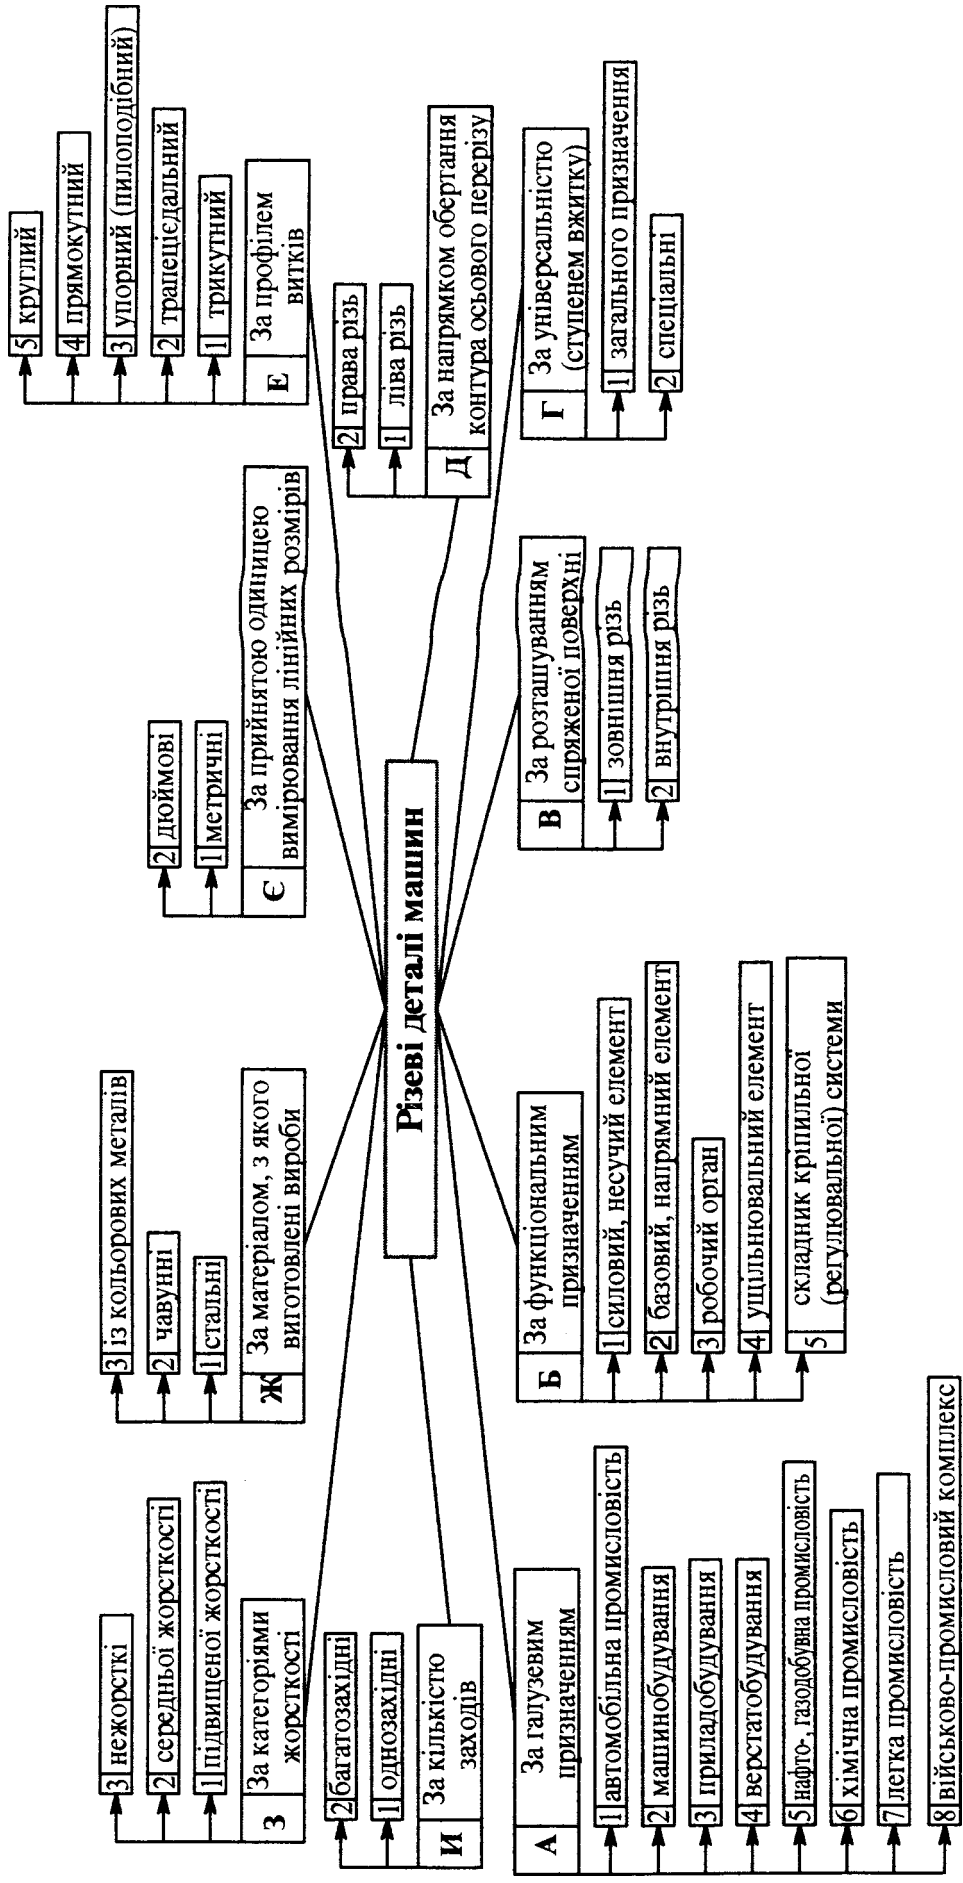 3 нежорсткі
2 середньої жорсткості
1 підвищеної жорсткості
З
За категоріями
жорсткості
3 із кольорових металів
2 чавунні
1 стальні
Ж
За матеріалом, з якого
виготовлені вироби
2 дюймові
1 метричні
Є
За прийнятою одиницею
вимірювання лінійних розмірів
5 круглий
4 прямокутний
3 упорний (пилоподібний)
2 трапецієдальний
1 трикутний
Е
За профілем
витків
2 багатозахідні
1 однозахідні
И
За кількістю
заходів
Різеві деталі машин
2 права різь
1 ліва різь
Д
За напрямком обертання
контура осьового перерізу
А
За галузевим
призначенням
1 автомобільна промисловість
2 машинобудування
3 приладобудування
4 верстатобудування
5 нафто-, газодобувна промисловість
6 хімічна промисловість
7 легка промисловість
8 військово-промисловий комплекс
Б
За функціональним
призначенням
1 силовий, несучий елемент
2 базовий, напрямний елемент
3 робочий орган
4 ущільнювальний елемент
5 складник кріпильної
(регулювальної) системи
В
За розташуванням
спряженої поверхні
1 зовнішня різь
2 внутрішня різь
Г
За універсальністю
(ступенем вжитку)
1 загального призначення
2 спеціальні